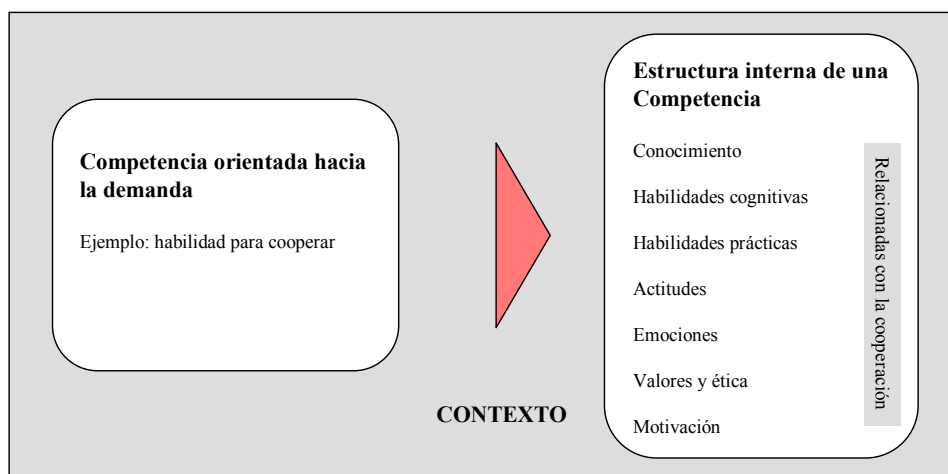 Competencia orientada hacia
la demanda
Ejemplo: habilidad para cooperar
CONTEXTO
Estructura interna de una
Competencia
Conocimiento
Habilidades cognitivas
Habilidades prácticas
Actitudes
Emociones
Valores y ética
Motivación
Relacionadas con la cooperación